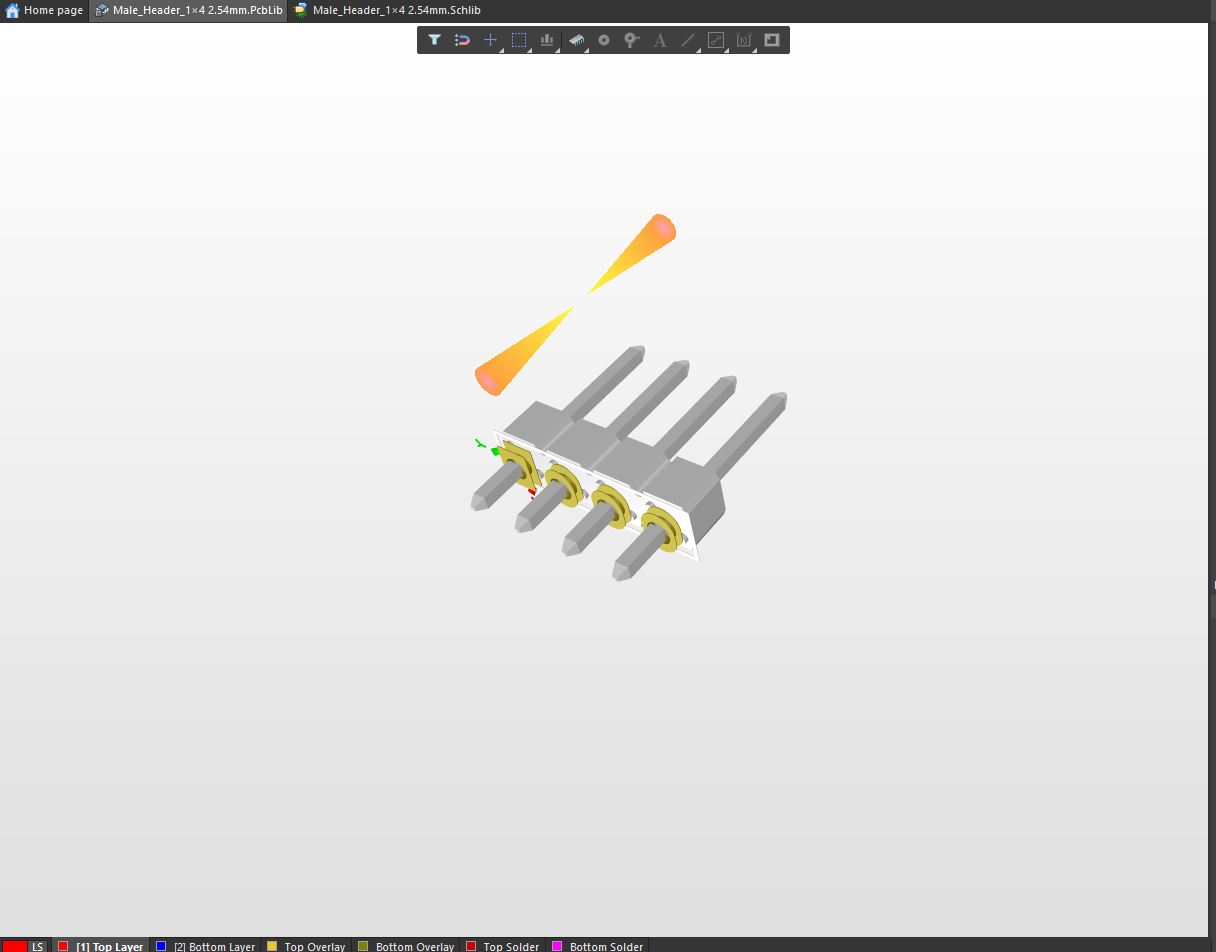 Home page
Male_Header_1×4 2.54mm.PcbLib
Male_Header_1×4 2.54mm.Schlib
A
LS
[1] Top Layer
[2] Bottom Layer
Top Overlay
Bottom Overlay
Top Solder
Bottom Solder